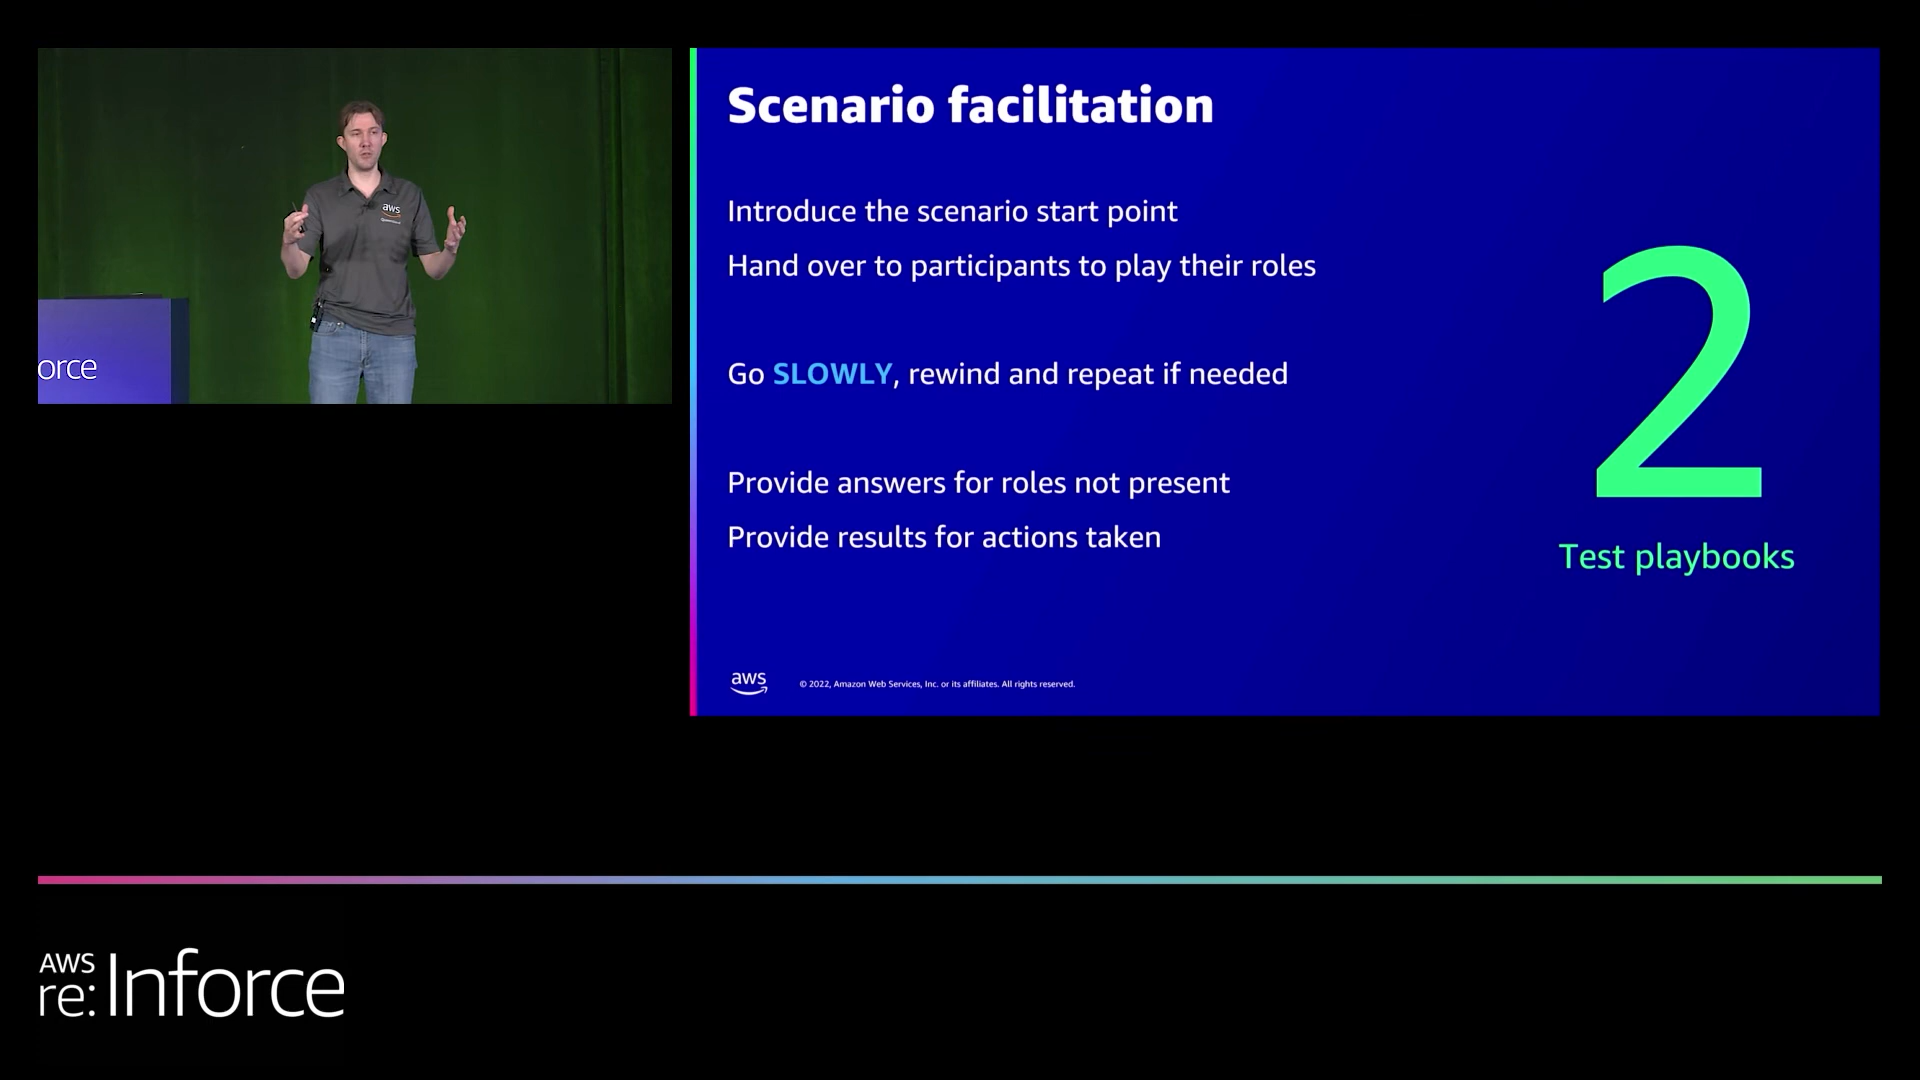 aws
orce
Scenario facilitation
Introduce the scenario start point
Hand over to participants to play their roles
Go SLOWLY, rewind and repeat if needed
Provide answers for roles not present
Provide results for actions taken
2
Test playbooks
aws
© 2022, Amazon Web Services, Inc. or its affiliates. All rights reserved.
AWS
re:Inforce